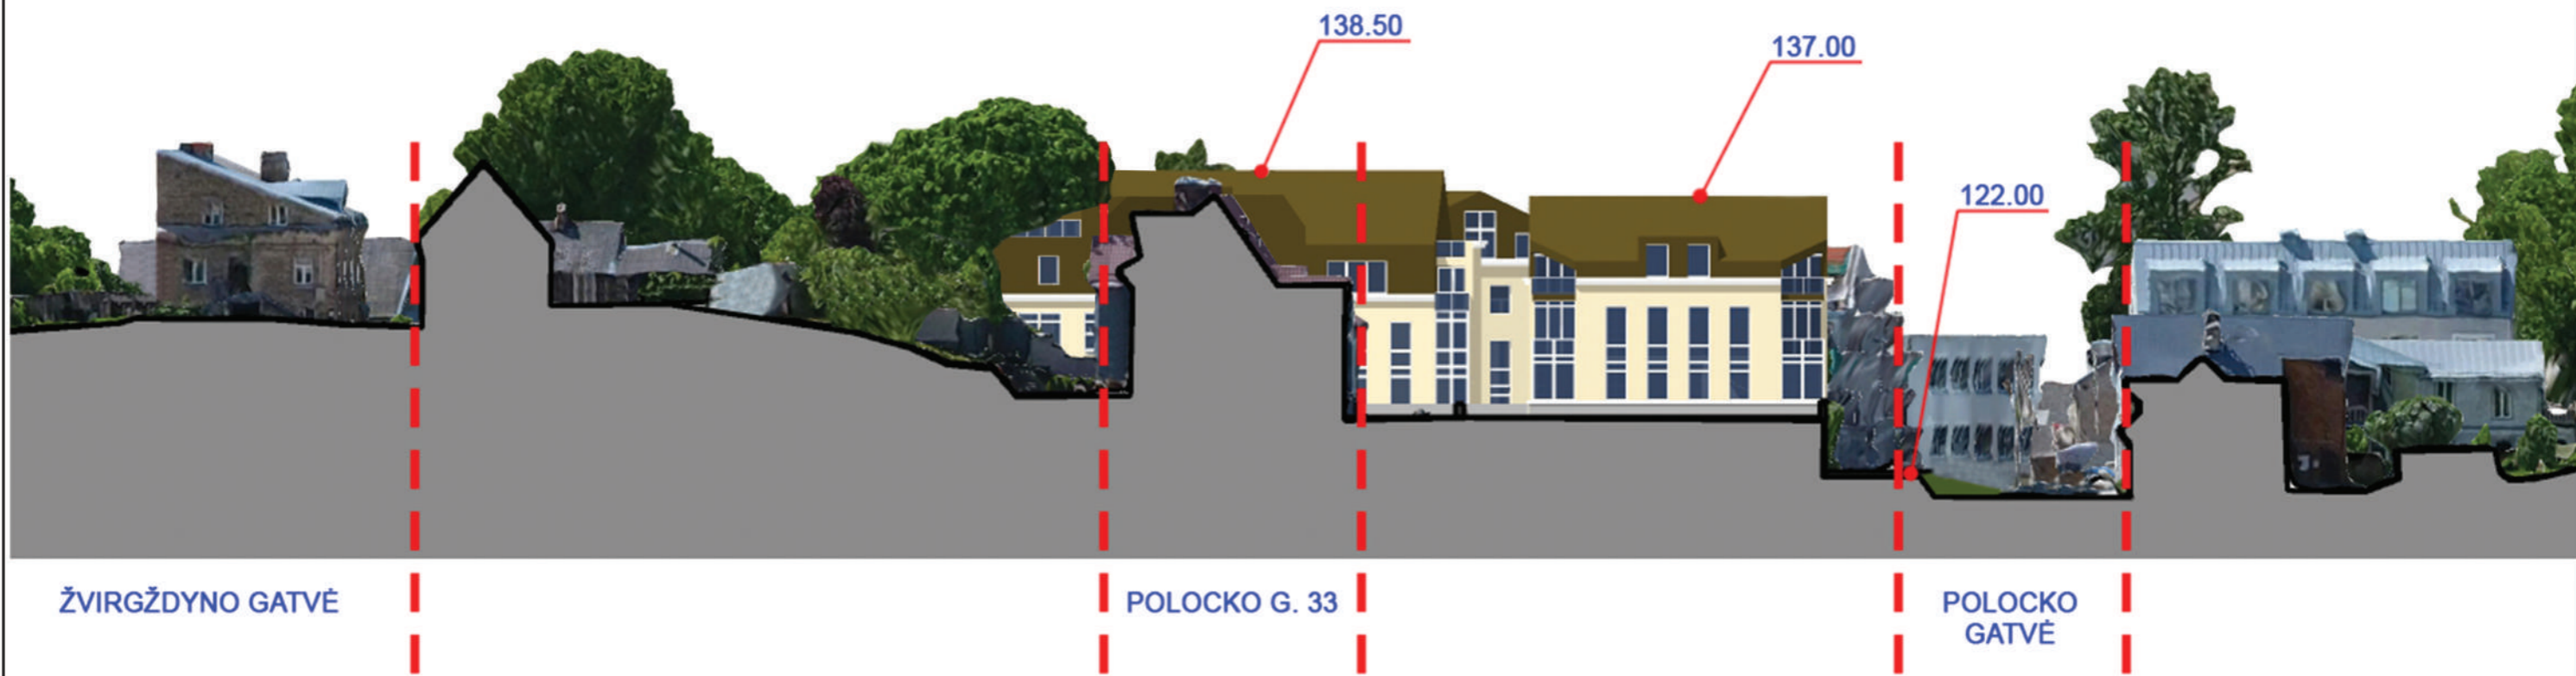 138.50
137.00
122.00
ŽVIRGŽDYNO GATVĖ
POLOCKO G. 33
POLOCKO
GATVĖ